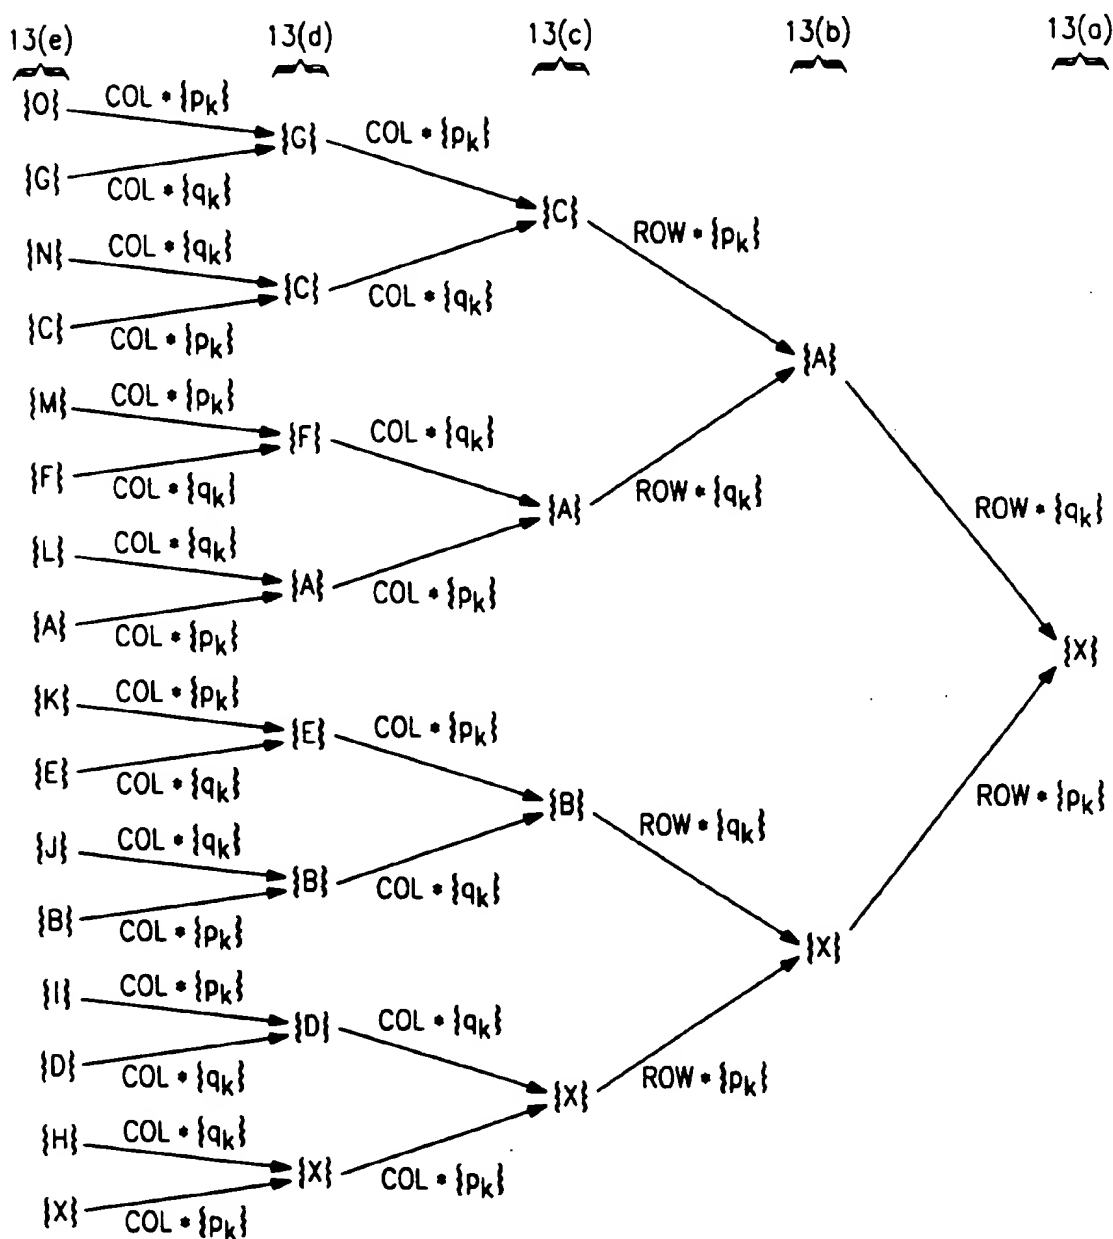 13(e) 13(d) 13(c) 13(b) 13(a)
{O} COL * {pk}
{G} COL * {pk}
{G} COL * {qk}
{C} ROW * {pk}
{N} COL * {qk}
{C} COL * {qk}
{C} COL * {pk}
{A}
{M} COL * {pk}
{F} COL * {qk}
{F} COL * {qk}
{A} ROW * {qk}
ROW * {qk}
{L} COL * {qk}
{A} COL * {pk}
{A} COL * {pk}
{X}
{K} COL * {pk}
{E} COL * {pk}
{E} COL * {qk}
{B} ROW * {qk}
ROW * {pk}
{J} COL * {qk}
{B} COL * {qk}
{B} COL * {pk}
{X}
{I} COL * {pk}
{D} COL * {qk}
{D} COL * {qk}
{X} ROW * {pk}
{H} COL * {qk}
{X} COL * {pk}
{X} COL * {pk}